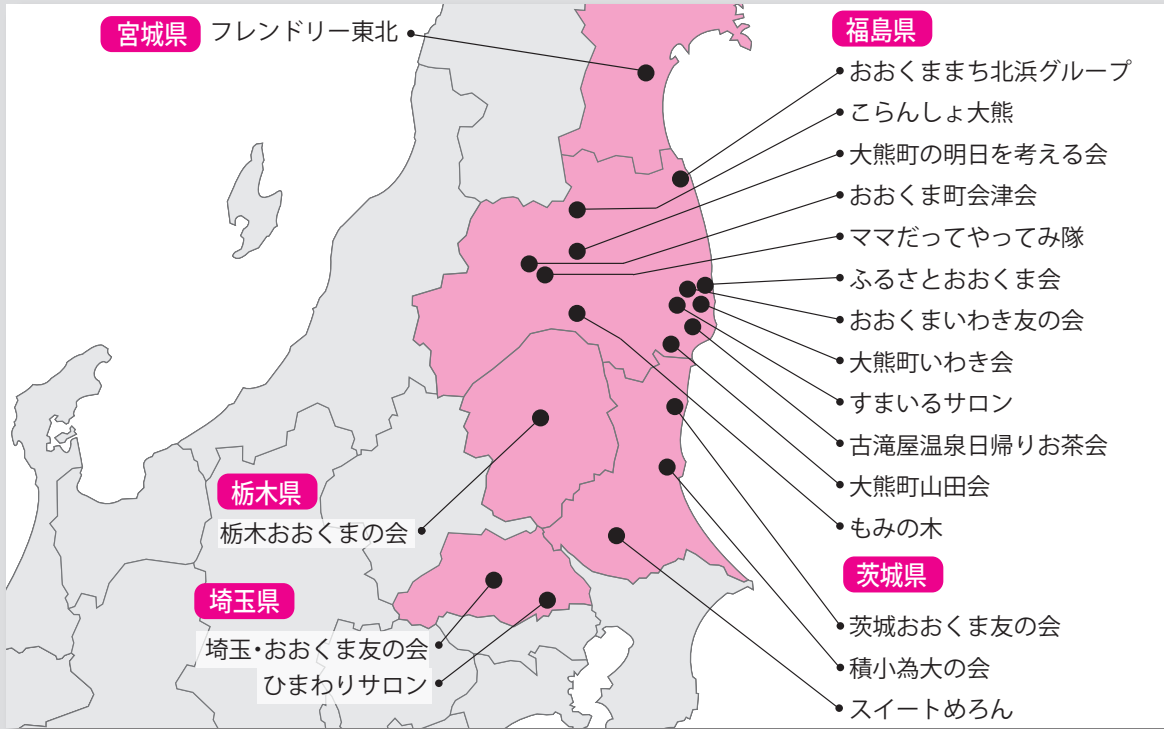 宮城県
フレンドリー東北
福島県
おおくままち北浜グループ
こらんしょ大熊
大熊町の明日を考える会
おおくま町会津会
ママだってやってみ隊
ふるさとおおくま会
おおくまいわき友の会
大熊町いわき会
すまいるサロン
古滝屋温泉日帰りお茶会
大熊町山田会
もみの木
栃木県
栃木おおくまの会
埼玉県
埼玉・おおくま友の会
ひまわりサロン
茨城県
茨城おおくま友の会
積小為大の会
スイートめろん